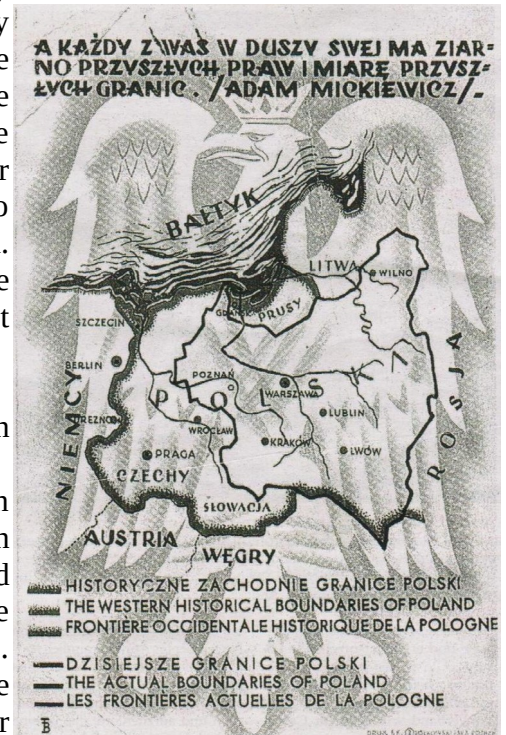 A KAŻDY Z WAS W DUSZY SWEJ MA ZIAR=
NO PRZYSZŁYCH PRAW I MIARĘ PRZYSZ=
ŁYCH GRANIC. /ADAM MICKIEWICZ/_
BAŁTYK
LITWA
WILNO
GDAŃSK
PRUSY
SZCZECIN
BERLIN
POZNAŃ
WARSZAWA
POLSKA
NIEMCY
ROSJA
LUBLIN
WROCŁAW
KRAKÓW
LWÓW
PRAGA
CZECHY
SŁOWACJA
AUSTRIA
WĘGRY
HISTORYCZNE ZACHODNIE GRANICE POLSKI
THE WESTERN HISTORICAL BOUNDARIES OF POLAND
FRONTIÈRE OCCIDENTALE HISTORIQUE DE LA POLOGNE
DZISIEJSZE GRANICE POLSKI
THE ACTUAL BOUNDARIES OF POLAND
LES FRONTIÈRES ACTUELLES DE LA POLOGNE